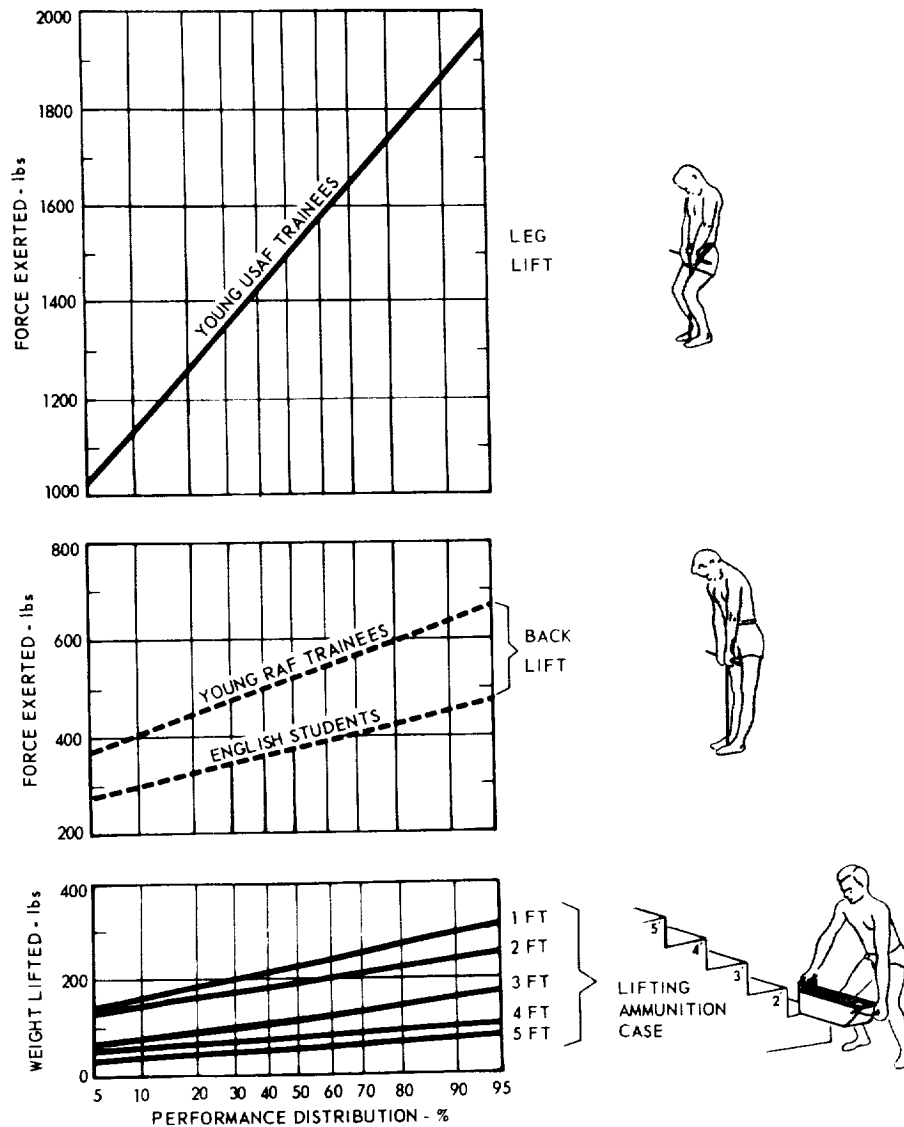 2000
1800
1600
1400
1200
1000
FORCE EXERTED - lbs
YOUNG USAF TRAINEES
LEG
LIFT
800
600
400
200
FORCE EXERTED - lbs
YOUNG RAF TRAINEES
ENGLISH STUDENTS
BACK
LIFT
400
200
0
WEIGHT LIFTED - lbs
1 FT
2 FT
3 FT
4 FT
5 FT
LIFTING
AMMUNITION
CASE
5
4
3
2
5 10 20 30 40 50 60 70 80 90 95
PERFORMANCE DISTRIBUTION - %